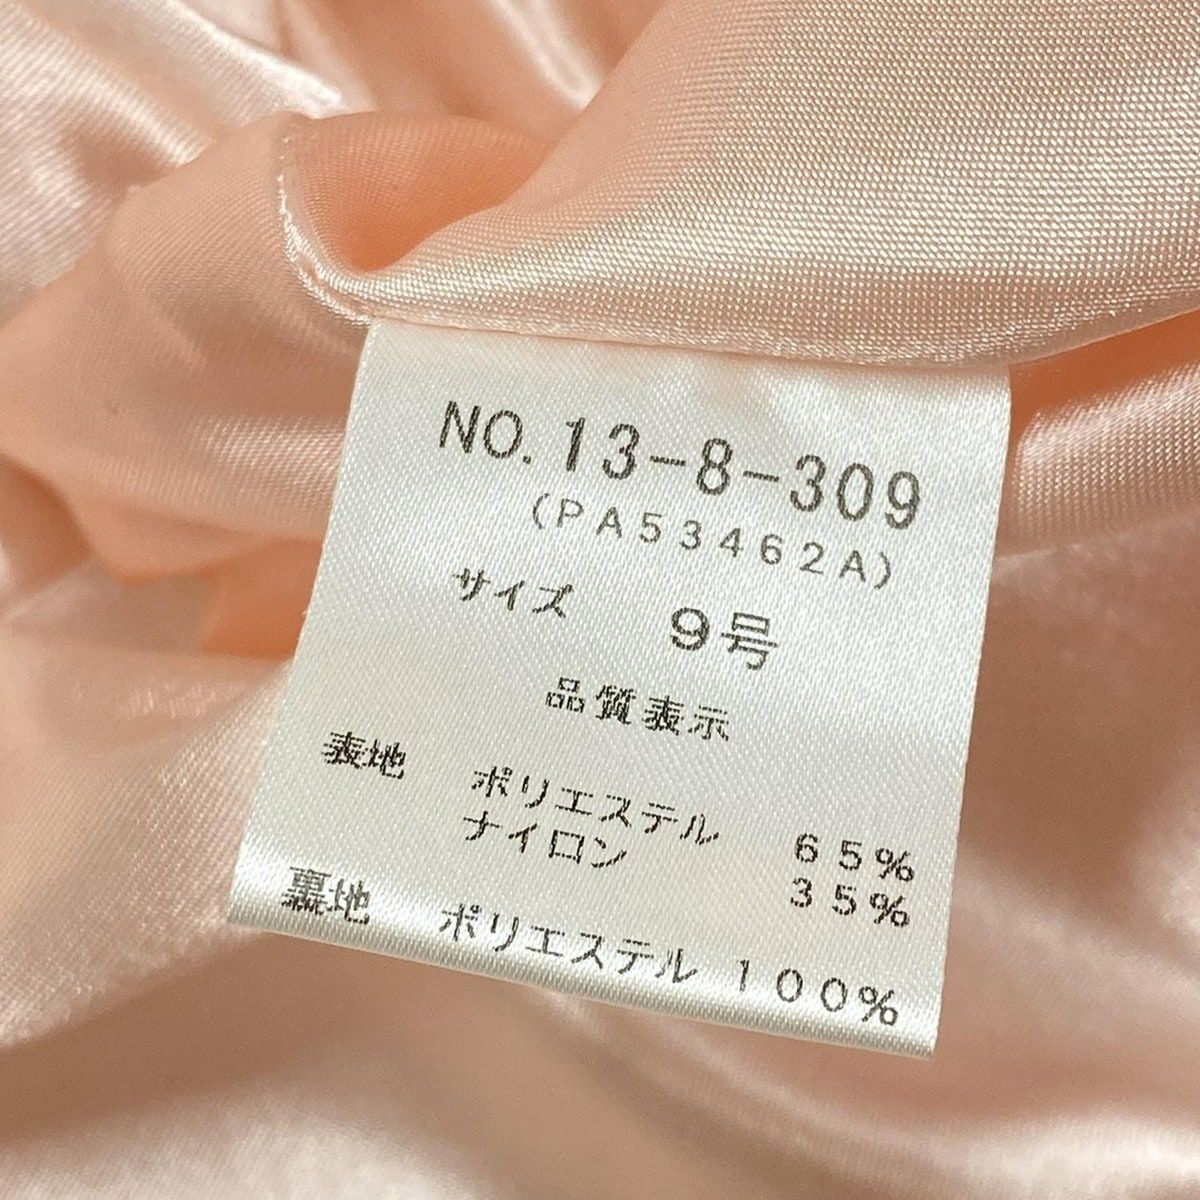 NO. 13-8-309
(PA53462A)
サイズ 9号
品質表示
表地 ポリエステル 65%
ナイロン 35%
裏地 ポリエステル 100%